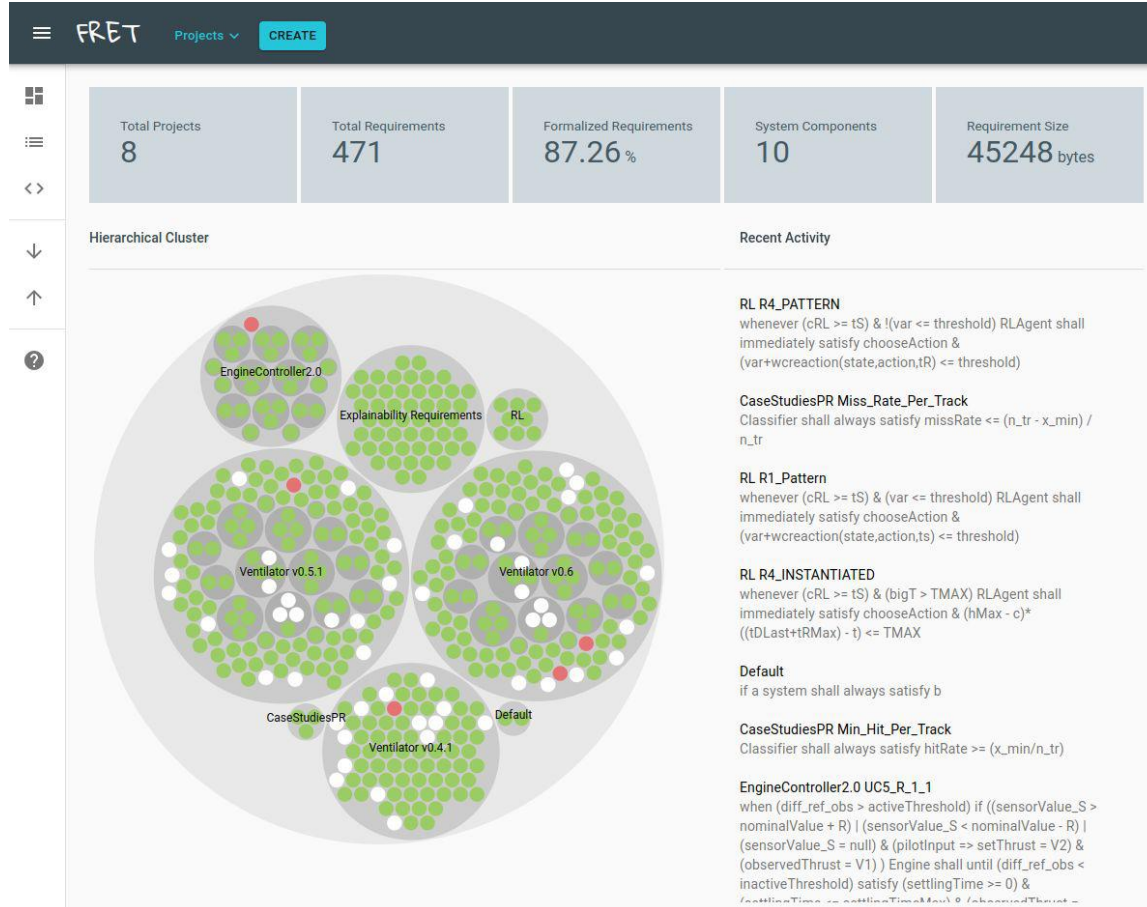 FRET
Projects
CREATE
Total Projects
8
Total Requirements
471
Formalized Requirements
87.26 %
System Components
10
Requirement Size
45248 bytes
Hierarchical Cluster
EngineController2.0
Explainability Requirements
RL
Ventilator v0.5.1
Ventilator v0.6
CaseStudiesPR
Default
Ventilator v0.4.1
Recent Activity
RL R4_PATTERN
whenever (cRL >= tS) & !(var <= threshold) RLAgent shall
immediately satisfy chooseAction &
(var+wcreaction(state,action,tR) <= threshold)
CaseStudiesPR Miss_Rate_Per_Track
Classifier shall always satisfy missRate <= (n_tr - x_min) /
n_tr
RL R1_Pattern
whenever (cRL >= tS) & (var <= threshold) RLAgent shall
immediately satisfy chooseAction &
(var+wcreaction(state,action,ts) <= threshold)
RL R4_INSTANTIATED
whenever (cRL >= tS) & (bigT > TMAX) RLAgent shall
immediately satisfy chooseAction & (hMax - c)*
((tDLast+tRMax) - t) <= TMAX
Default
if a system shall always satisfy b
CaseStudiesPR Min_Hit_Per_Track
Classifier shall always satisfy hitRate >= (x_min/n_tr)
EngineController2.0 UC5_R_1_1
when (diff_ref_obs > activeThreshold) if ((sensorValue_S >
nominalValue + R) | (sensorValue_S < nominalValue - R) |
(sensorValue_S = null) & (pilotInput => setThrust = V2) &
(observedThrust = V1) ) Engine shall until (diff_ref_obs <
inactiveThreshold) satisfy (settlingTime >= 0) &
(settlingTime <= settlingTimeMax) & (observedThrust =